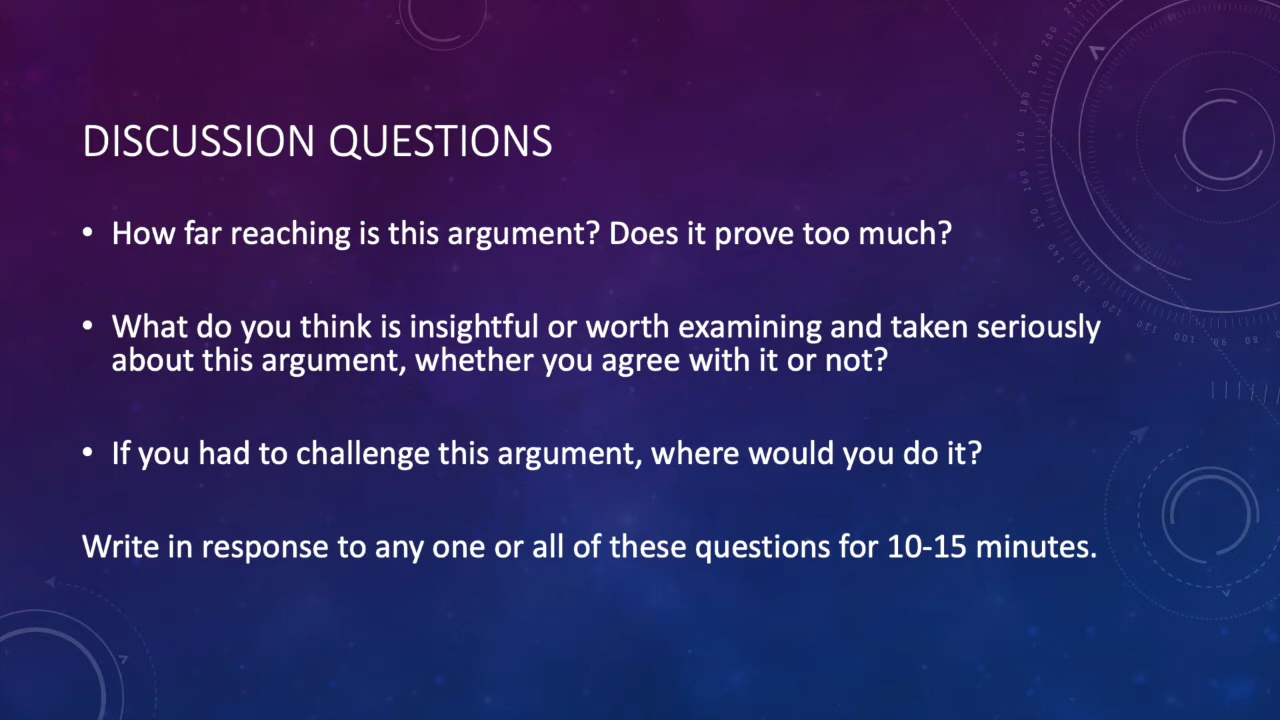 DISCUSSION QUESTIONS
• How far reaching is this argument? Does it prove too much?
• What do you think is insightful or worth examining and taken seriously
about this argument, whether you agree with it or not?
• If you had to challenge this argument, where would you do it?
Write in response to any one or all of these questions for 10-15 minutes.